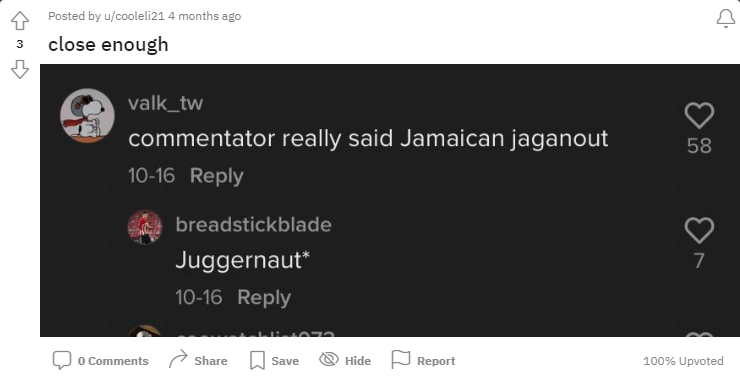 Posted by u/cooleli21 4 months ago
3
close enough
valk_tw
commentator really said Jamaican jaganout
58
10-16 Reply
breadstickblade
Juggernaut*
7
10-16 Reply
0 Comments Share Save Hide Report 100% Upvoted